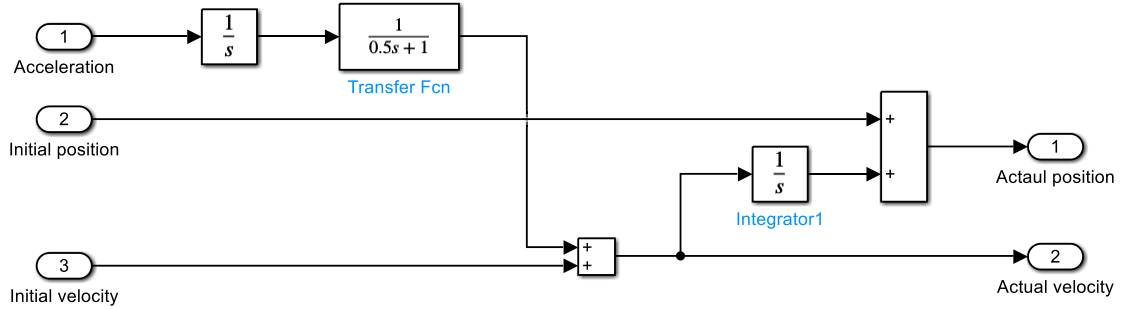 1
Acceleration
1
s
1
0.5s + 1
Transfer Fcn
2
Initial position
+
+
1
Actaul position
1
s
Integrator1
3
Initial velocity
+
+
2
Actual velocity